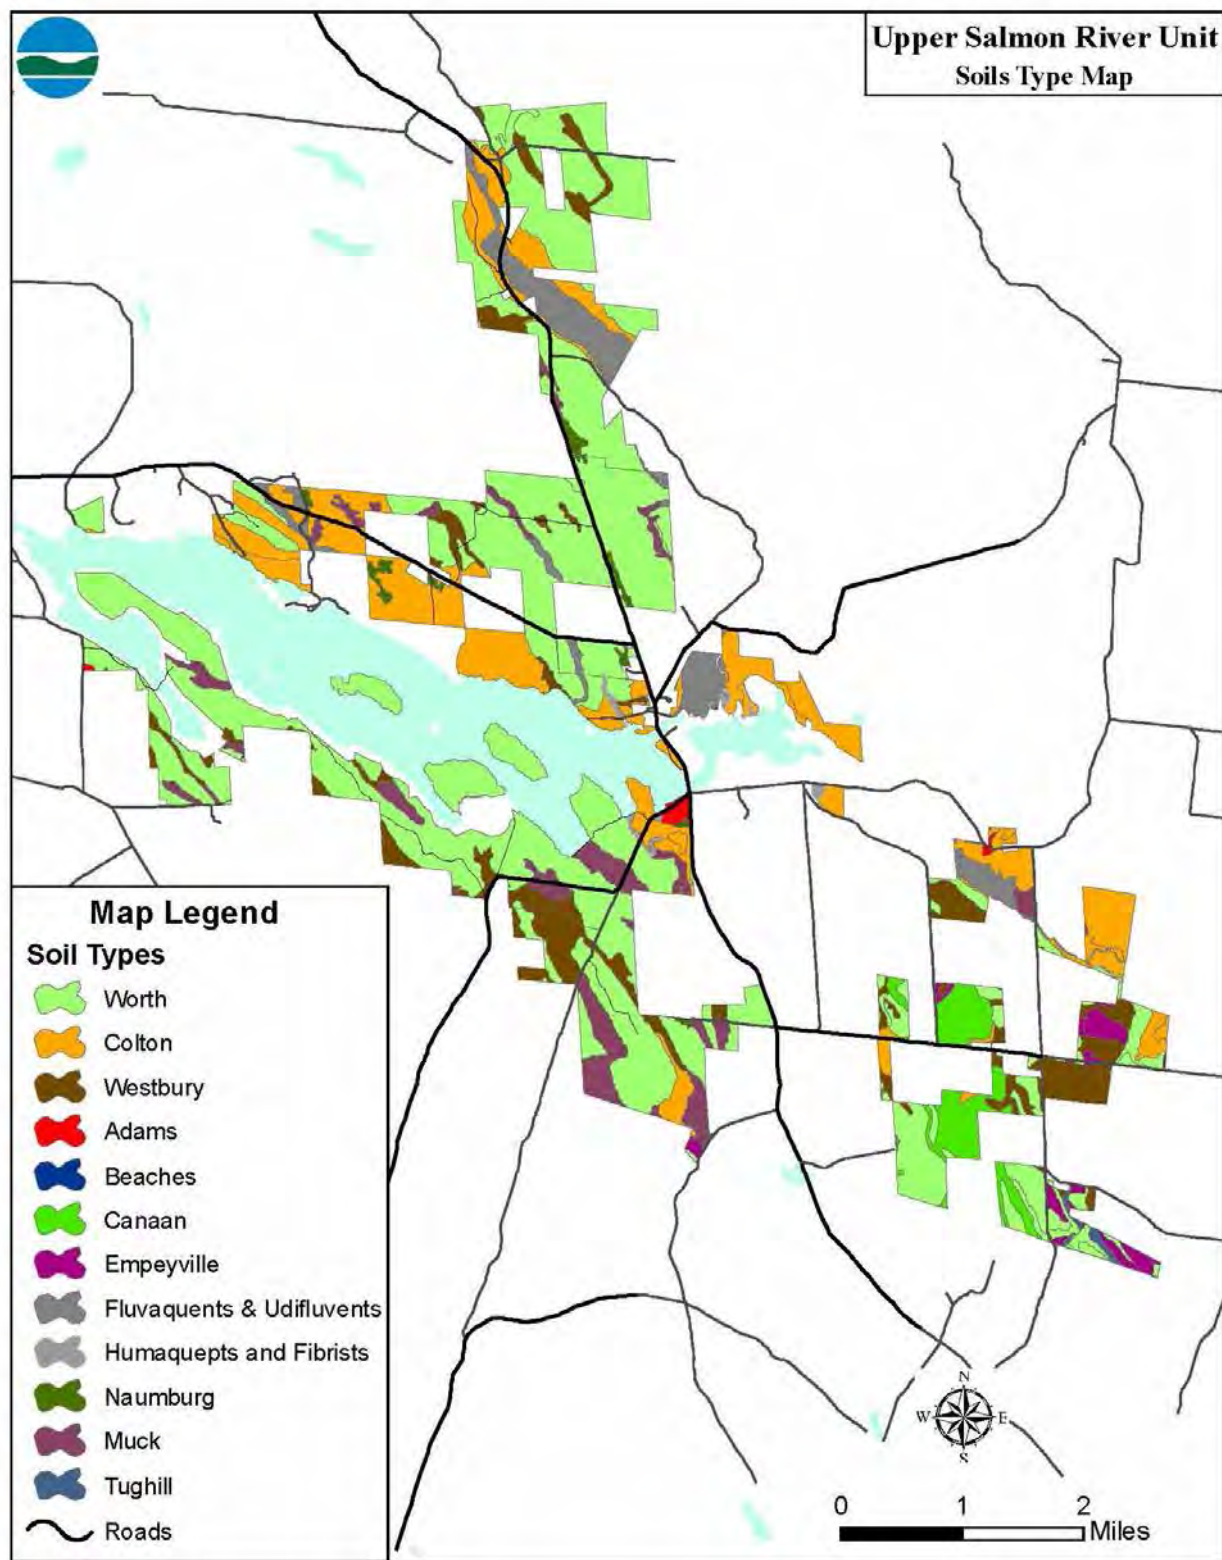 Upper Salmon River Unit
Soils Type Map
Map Legend
Soil Types
Worth
Colton
Westbury
Adams
Beaches
Canaan
Empeyville
Fluvaquents & Udifluvents
Humaquepts and Fibrists
Naumburg
Muck
Tughill
Roads
N
W E
S
0 1 2
Miles